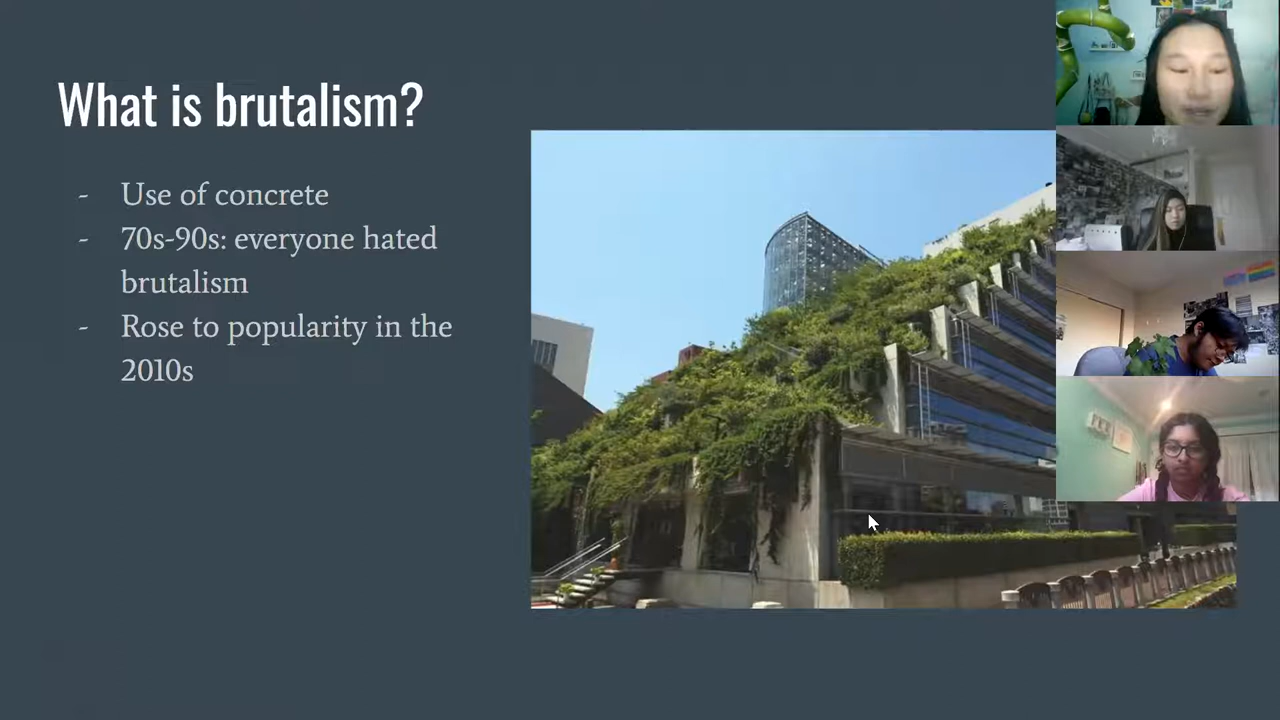 What is brutalism?
- Use of concrete
- 70s-90s: everyone hated
brutalism
- Rose to popularity in the
2010s